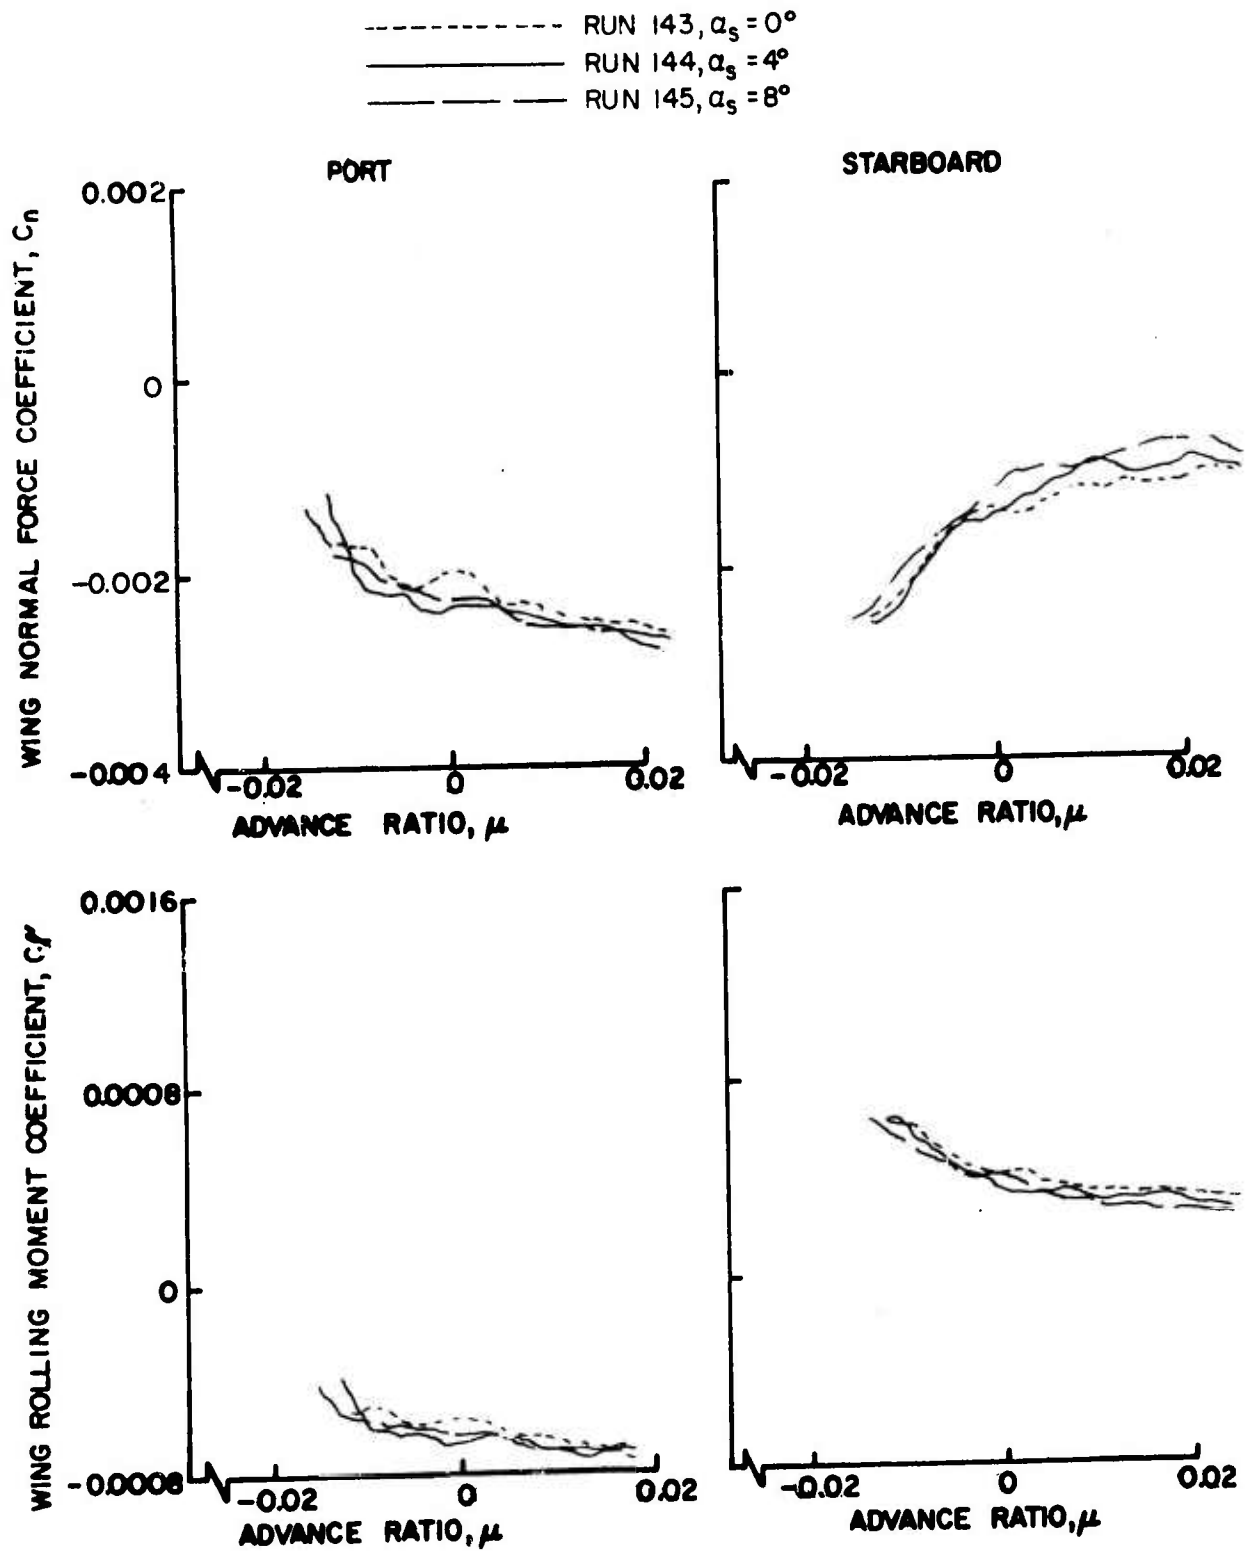 RUN 143, αs = 0°
RUN 144, αs = 4°
RUN 145, αs = 8°
PORT
STARBOARD
WING NORMAL FORCE COEFFICIENT, Cn
0.002
0
-0.002
-0.004
-0.02 0 0.02
ADVANCE RATIO, μ
-0.02 0 0.02
ADVANCE RATIO, μ
WING ROLLING MOMENT COEFFICIENT,
0.0016
0.0008
0
-0.0008
-0.02 0 0.02
ADVANCE RATIO, μ
-0.02 0 0.02
ADVANCE RATIO, μ